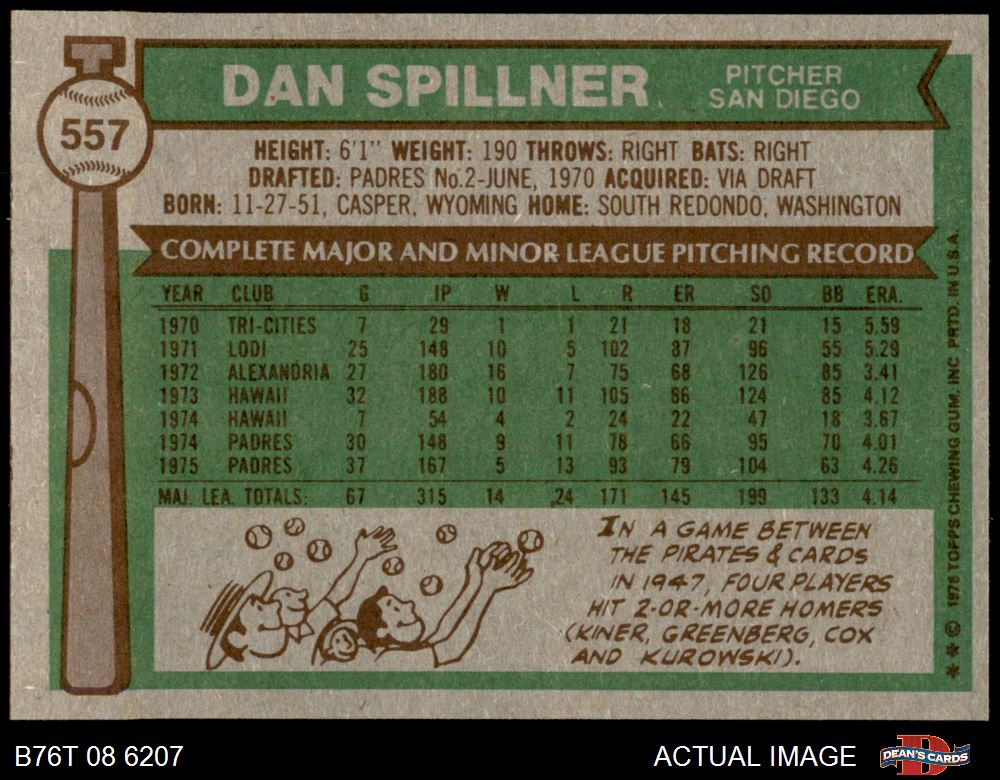 T
557
DAN SPILLNER
PITCHER
SAN DIEGO
HEIGHT: 6'1" WEIGHT: 190 THROWS: RIGHT BATS: RIGHT
DRAFTED: PADRES No.2-JUNE, 1970 ACQUIRED: VIA DRAFT
BORN: 11-27-51, CASPER, WYOMING HOME: SOUTH REDONDO, WASHINGTON
COMPLETE MAJOR AND MINOR LEAGUE PITCHING RECORD
YEAR CLUB G IP W L R ER SO BB ERA.
1970 TRI-CITIES 7 29 1 1 21 18 21 15 5.59
1971 LODI 25 148 10 5 102 87 96 55 5.29
1972 ALEXANDRIA 27 180 16 7 75 68 126 85 3.41
1973 HAWAII 32 188 10 11 105 86 124 85 4.12
1974 HAWAII 7 54 4 2 24 22 47 18 3.67
1974 PADRES 30 148 9 11 78 66 95 70 4.01
1975 PADRES 37 167 5 13 93 79 104 63 4.26
MAJ. LEA. TOTALS: 67 315 14 24 171 145 199 133 4.14
IN A GAME BETWEEN
THE PIRATES & CARDS
IN 1947, FOUR PLAYERS
HIT 2-OR-MORE HOMERS
(KINER, GREENBERG, COX
AND KUROWSKI).
** © 1976 TOPPS CHEWING GUM, INC PRTD. IN U.S.A.
B76T 08 6207
ACTUAL IMAGE
D
DEAN'S CARDS